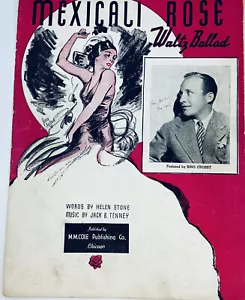 MEXICALI ROSE
Waltz Ballad
Featured by BING CROSBY
WORDS BY HELEN STONE
MUSIC BY JACK B. TENNEY
Published by
M.M.COLE Publishing Co.
Chicago